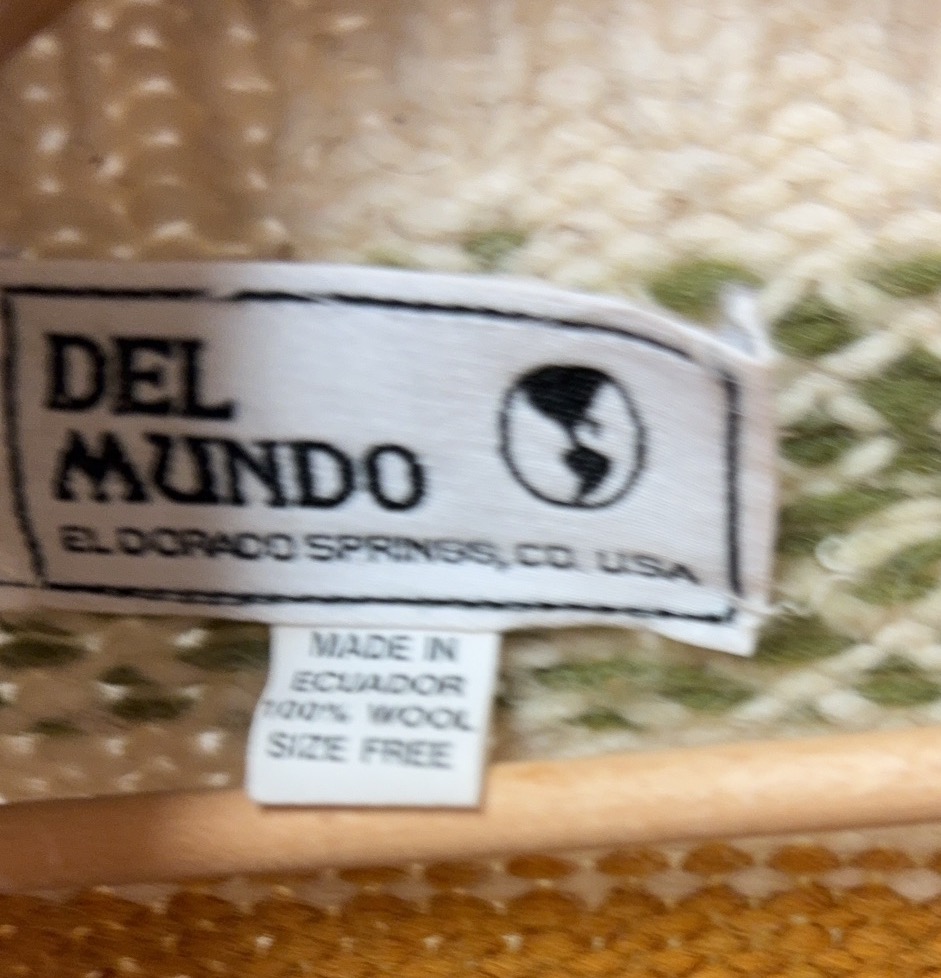 DEL
MUNDO
EL DORADO SPRINGS, CO. USA
MADE IN
ECUADOR
100% WOOL
SIZE FREE